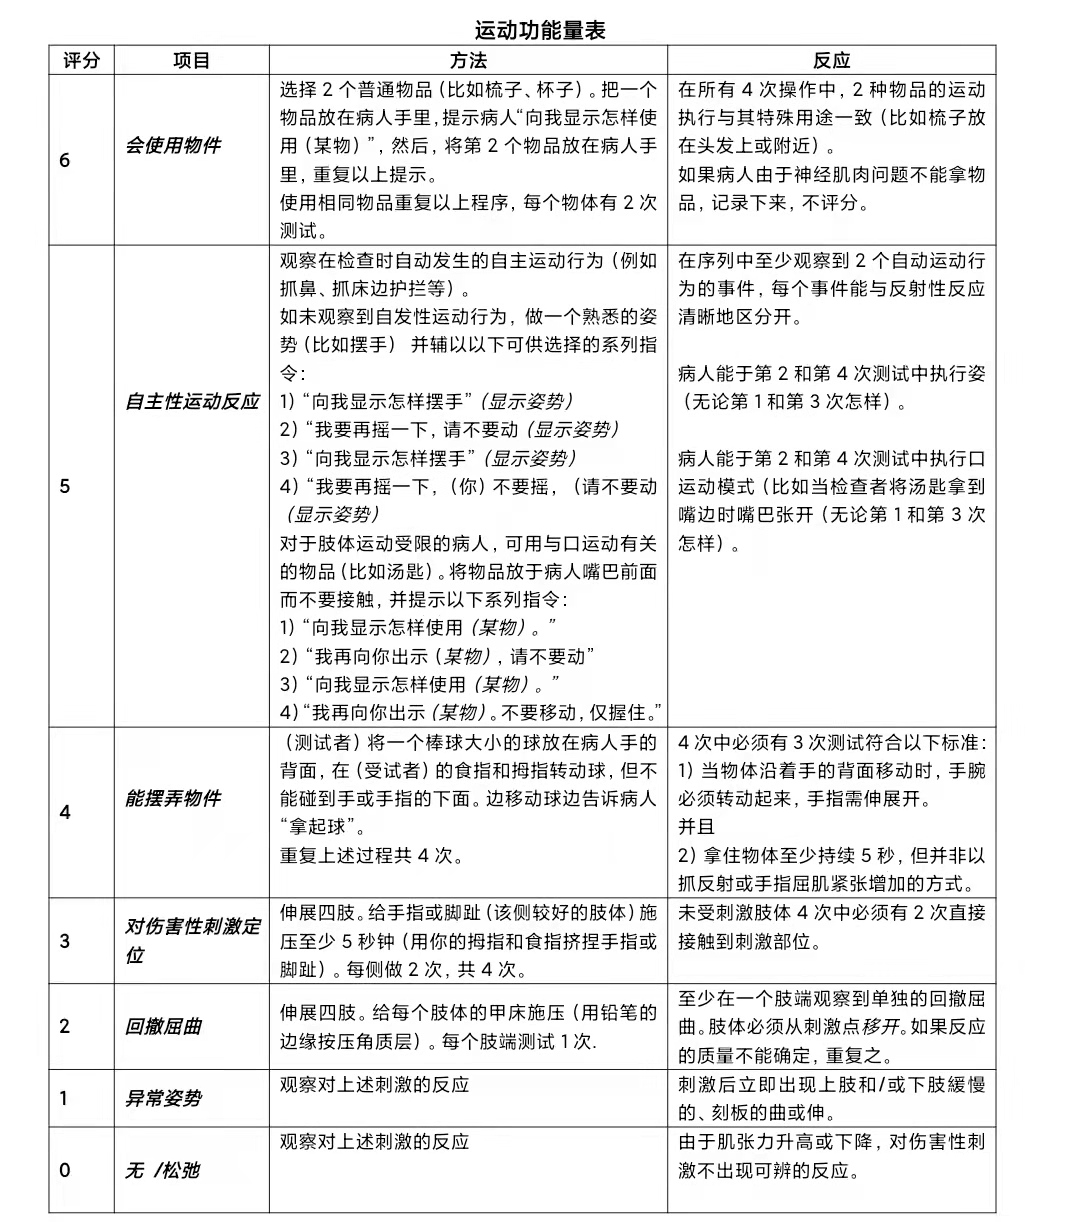 运动功能量表
评分
项目
方法
反应
6
会使用物件
选择 2 个普通物品（比如梳子、杯子）。把一个
物品放在病人手里，提示病人“向我显示怎样使
用（某物）”，然后，将第 2 个物品放在病人手
里，重复以上提示。
使用相同物品重复以上程序，每个物体有 2 次
测试。
在所有 4 次操作中，2 种物品的运动
执行与其特殊用途一致（比如梳子放
在头发上或附近）。
如果病人由于神经肌肉问题不能拿物
品，记录下来，不评分。
5
自主性运动反应
观察在检查时自动发生的自主运动行为（例如
抓鼻、抓床边护拦等）。
如未观察到自发性运动行为，做一个熟悉的姿
势（比如摆手） 并辅以以下可供选择的系列指
令：
1）“向我显示怎样摆手”（显示姿势）
2）“我要再摇一下，请不要动（显示姿势）
3）“向我显示怎样摆手”（显示姿势）
4）“我要再摇一下，（你）不要摇，（请不要动
（显示姿势）
对于肢体运动受限的病人，可用与口运动有关
的物品（比如汤匙）。将物品放于病人嘴巴前面
而不要接触，并提示以下系列指令：
1）“向我显示怎样使用（某物）。”
2）“我再向你出示（某物），请不要动”
3）“向我显示怎样使用（某物）。”
4）“我再向你出示（某物）。不要移动，仅握住。”
在序列中至少观察到 2 个自动运动行
为的事件，每个事件能与反射性反应
清晰地区分开。
病人能于第 2 和第 4 次测试中执行姿
（无论第 1 和第 3 次怎样）。
病人能于第 2 和第 4 次测试中执行口
运动模式（比如当检查者将汤匙拿到
嘴边时嘴巴张开（无论第 1 和第 3 次
怎样）。
4
能摆弄物件
（测试者）将一个棒球大小的球放在病人手的
背面，在（受试者）的食指和拇指转动球，但不
能碰到手或手指的下面。边移动球边告诉病人
“拿起球”。
重复上述过程共 4 次。
4 次中必须有 3 次测试符合以下标准：
1）当物体沿着手的背面移动时，手腕
必须转动起来，手指需伸展开。
并且
2）拿住物体至少持续 5 秒，但并非以
抓反射或手指屈肌紧张增加的方式。
3
对伤害性刺激定
位
伸展四肢。给手指或脚趾（该侧较好的肢体）施
压至少 5 秒钟（用你的拇指和食指挤捏手指或
脚趾）。每侧做 2 次，共 4 次。
未受刺激肢体 4 次中必须有 2 次直接
接触到刺激部位。
2
回撤屈曲
伸展四肢。给每个肢体的甲床施压（用铅笔的
边缘按压角质层）。每个肢端测试 1 次.
至少在一个肢端观察到单独的回撤屈
曲。肢体必须从刺激点移开。如果反应
的质量不能确定，重复之。
1
异常姿势
观察对上述刺激的反应
刺激后立即出现上肢和/或下肢緩慢
的、刻板的曲或伸。
0
无 /松弛
观察对上述刺激的反应
由于肌张力升高或下降，对伤害性刺
激不出现可辨的反应。